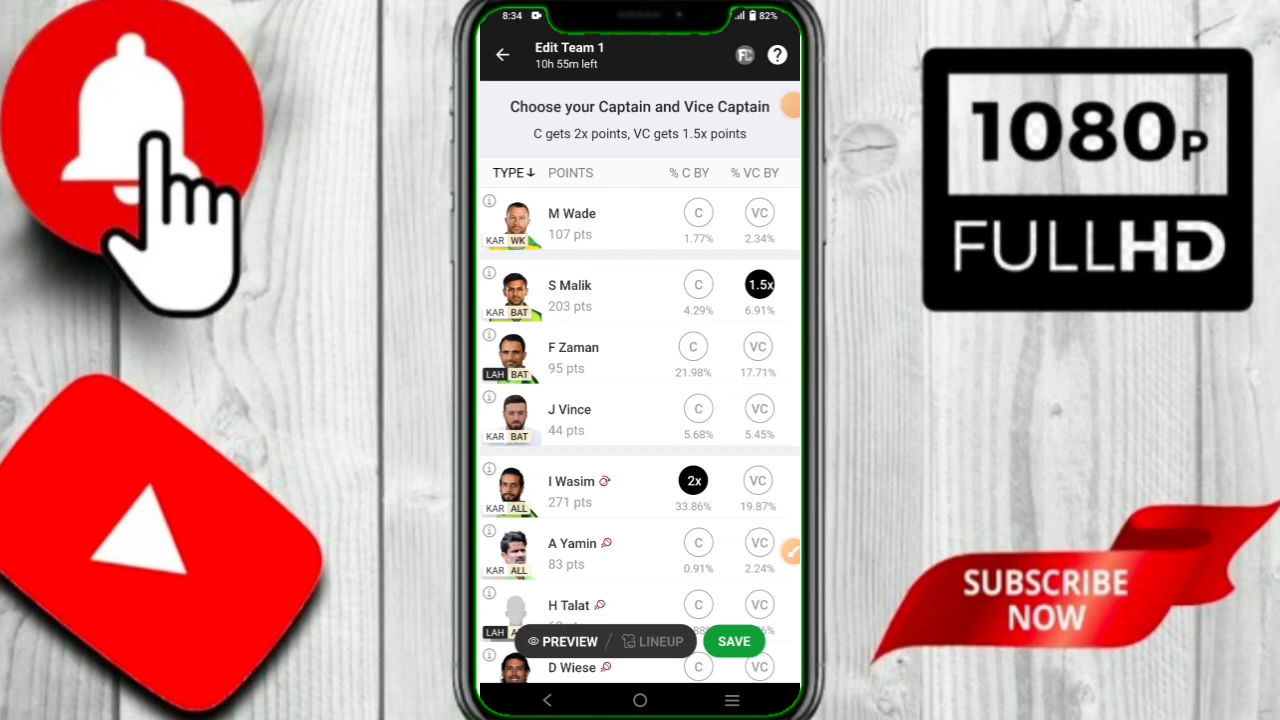 8:34
82%
Edit Team 1
10h 55m left
FC
?
Choose your Captain and Vice Captain
C gets 2x points, VC gets 1.5x points
TYPE POINTS % C BY % VC BY
M Wade C VC
107 pts
KAR WK 1.77% 2.34%
S Malik C 1.5x
203 pts
KAR BAT 4.29% 6.91%
F Zaman C VC
95 pts
LAH BAT 21.98% 17.71%
J Vince C VC
44 pts
KAR BAT 5.68% 5.45%
I Wasim 2x VC
271 pts
KAR ALL 33.86% 19.87%
A Yamin C VC
83 pts
KAR ALL 0.91% 2.24%
H Talat C VC
LAH
PREVIEW / LINEUP SAVE
D Wiese C VC
1080P
FULLHD
SUBSCRIBE
NOW